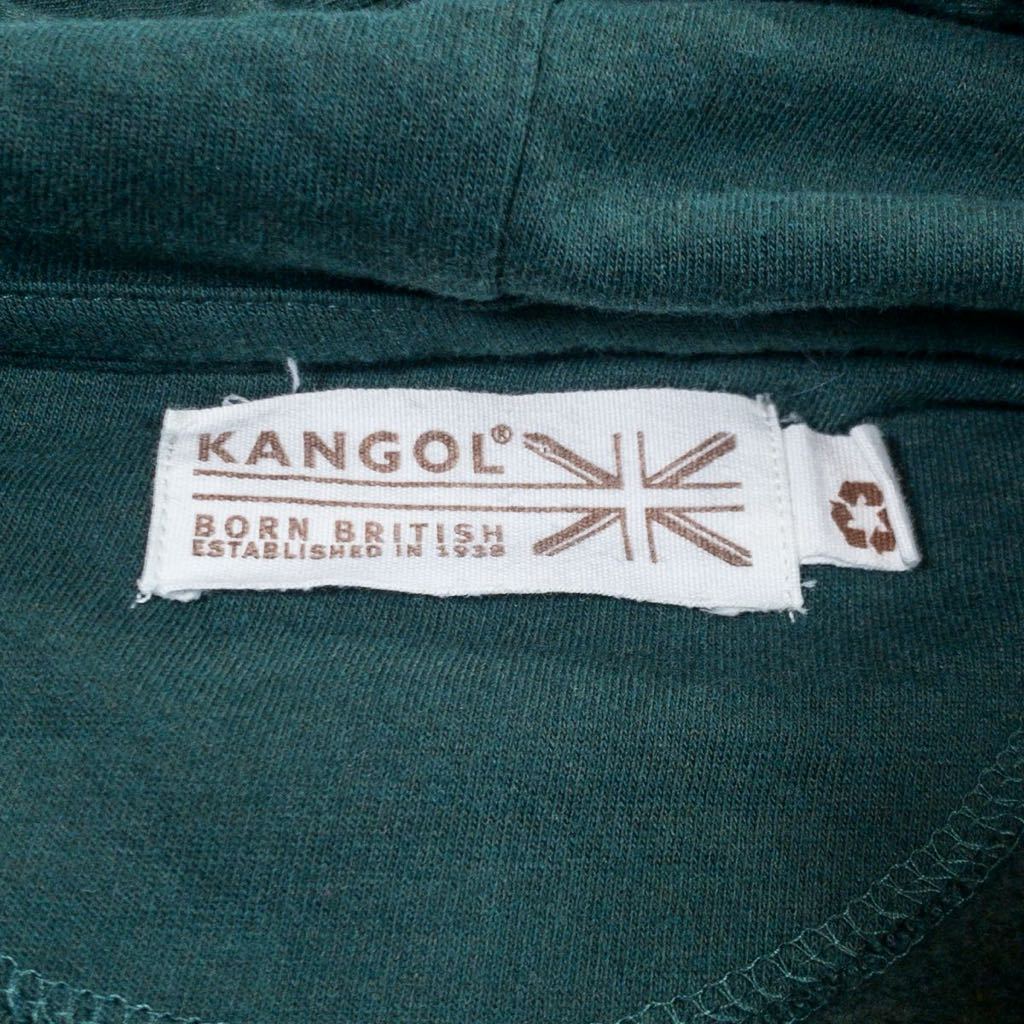 KANGOL®
BORN BRITISH
ESTABLISHED IN 1938